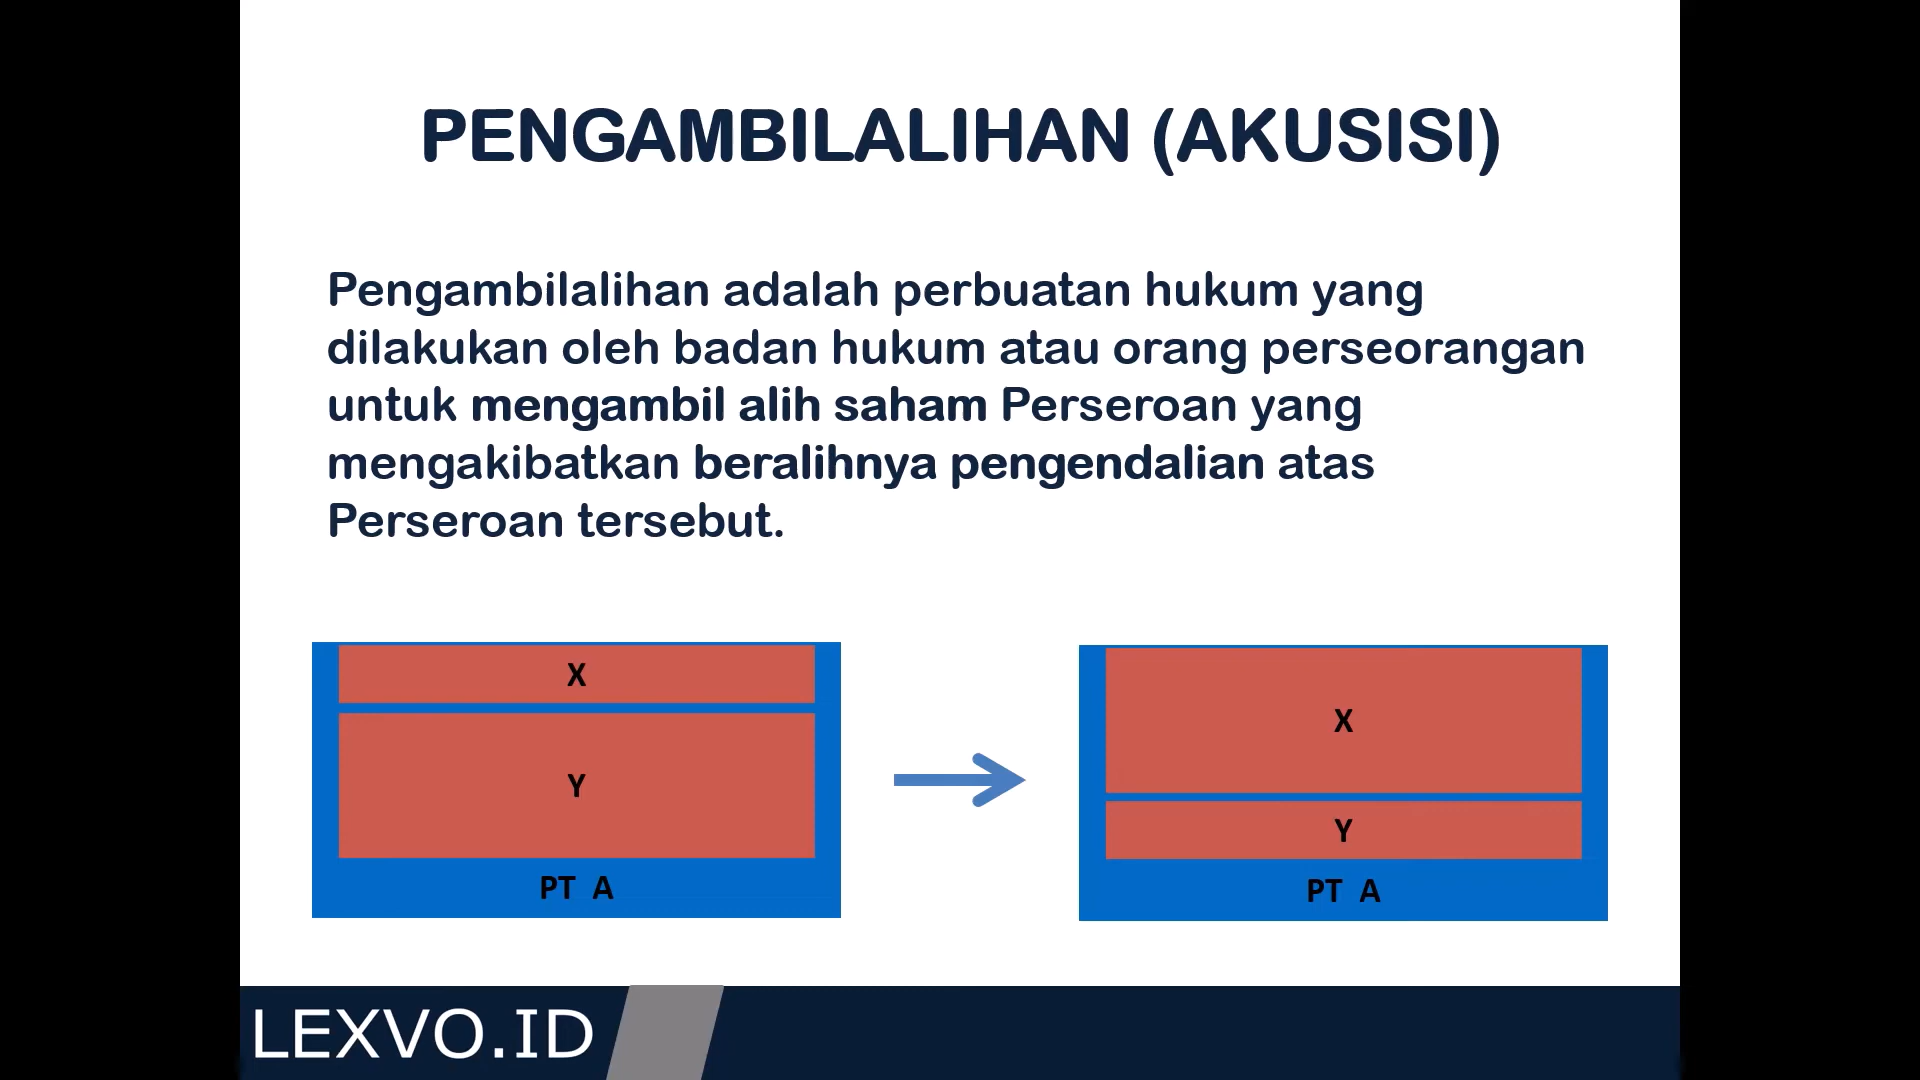 PENGAMBILALIHAN (AKUSISI)
Pengambilalihan adalah perbuatan hukum yang
dilakukan oleh badan hukum atau orang perseorangan
untuk mengambil alih saham Perseroan yang
mengakibatkan beralihnya pengendalian atas
Perseroan tersebut.
X
Y
PT A
X
Y
PT A
LEXVO.ID